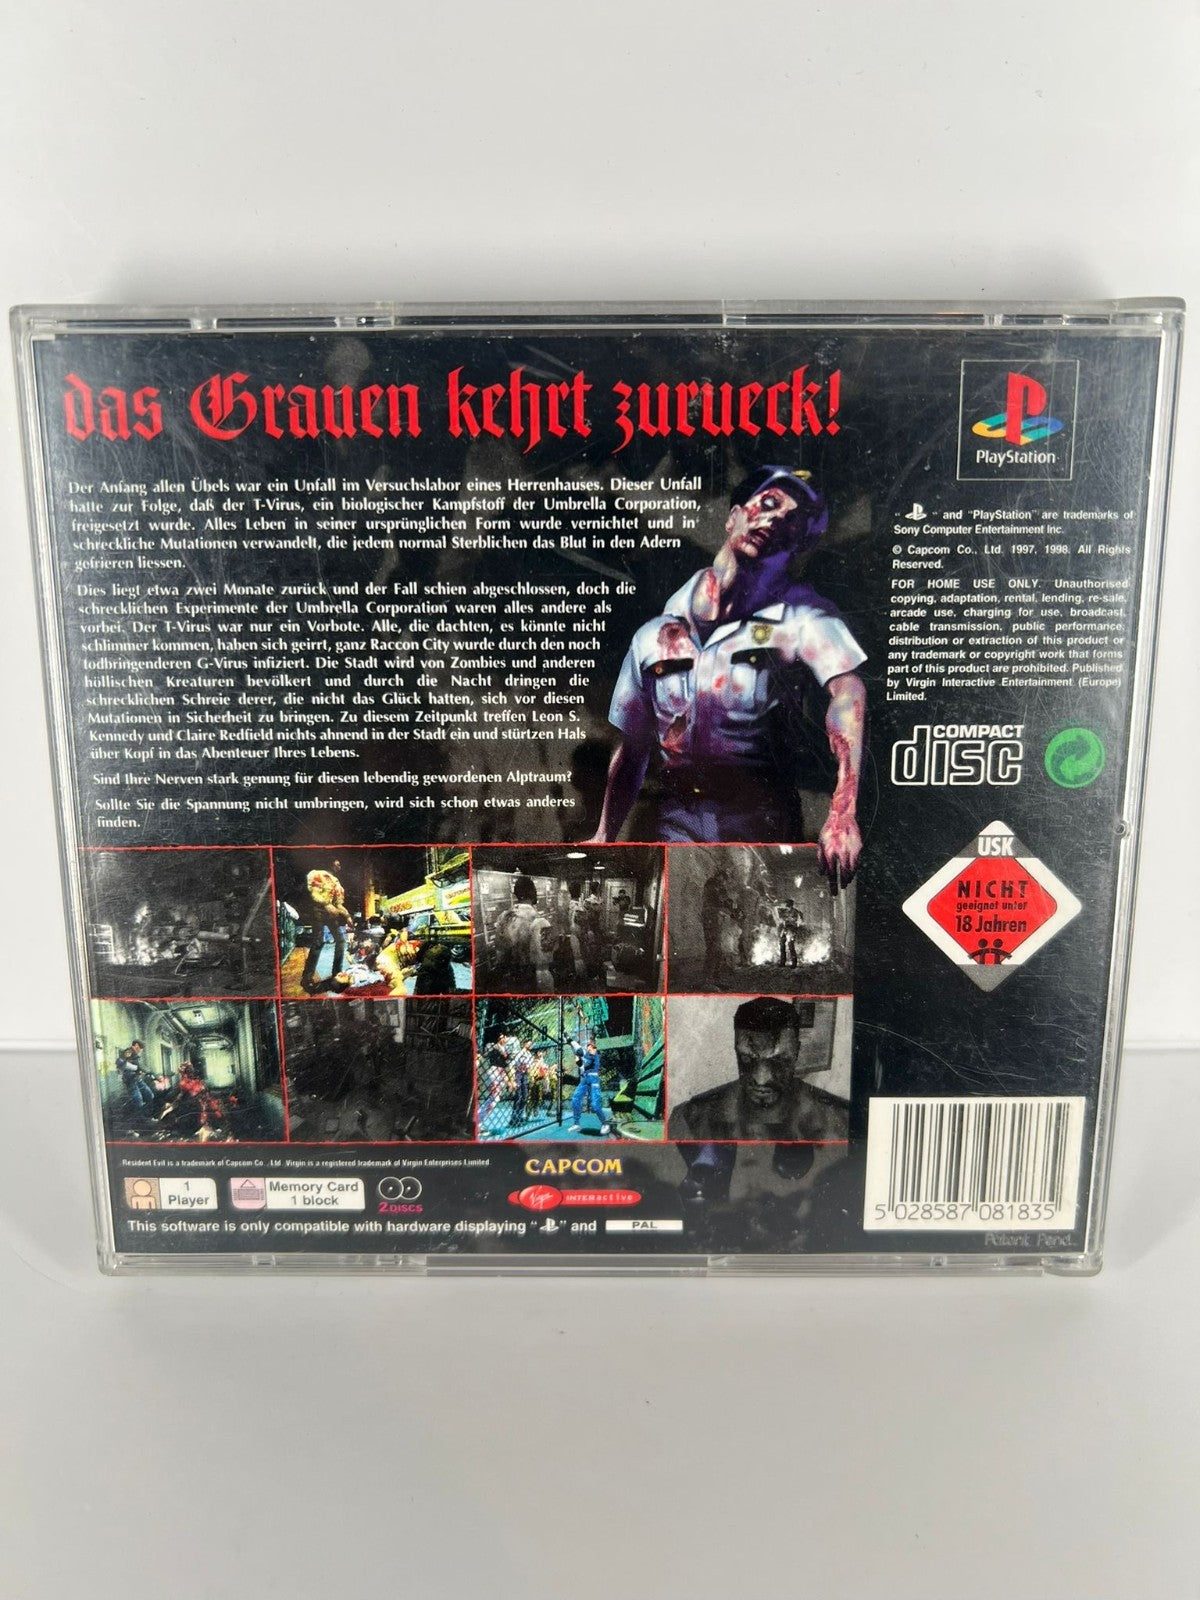 das Grauen kehrt zurueck!
Der Anfang allen Übels war ein Unfall im Versuchslabor eines Herrenhauses. Dieser Unfall
hatte zur Folge, daß der T-Virus, ein biologischer Kampfstoff der Umbrella Corporation,
freigesetzt wurde. Alles Leben in seiner ursprünglichen Form wurde vernichtet und in
schreckliche Mutationen verwandelt, die jedem normal Sterblichen das Blut in den Adern
gefrieren liessen.
Dies liegt etwa zwei Monate zurück und der Fall schien abgeschlossen, doch die
schrecklichen Experimente der Umbrella Corporation waren alles andere als
vorbei. Der T-Virus war nur ein Vorbote. Alle, die dachten, es könnte nicht
schlimmer kommen, haben sich geirrt, ganz Raccon City wurde durch den noch
todbringenderen G-Virus infiziert. Die Stadt wird von Zombies und anderen
höllischen Kreaturen bevölkert und durch die Nacht dringen die
schrecklichen Schreie derer, die nicht das Glück hatten, sich vor diesen
Mutationen in Sicherheit zu bringen. Zu diesem Zeitpunkt treffen Leon S.
Kennedy und Claire Redfield nichts ahnend in der Stadt ein und stürtzen Hals
über Kopf in das Abenteuer Ihres Lebens.
Sind Ihre Nerven stark genung für diesen lebendig gewordenen Alptraum?
Sollte Sie die Spannung nicht umbringen, wird sich schon etwas anderes
finden.
PlayStation
" " and "PlayStation" are trademarks of
Sony Computer Entertainment Inc.
© Capcom Co., Ltd. 1997, 1998. All Rights
Reserved.
FOR HOME USE ONLY. Unauthorised
copying, adaptation, rental, lending, re-sale,
arcade use, charging for use, broadcast,
cable transmission, public performance,
distribution or extraction of this product or
any trademark or copyright work that forms
part of this product are prohibited. Published
by Virgin Interactive Entertainment (Europe)
Limited.
COMPACT
disc
USK
NICHT
geeignet unter
18 Jahren
Resident Evil is a trademark of Capcom Co., Ltd. Virgin is a registered trademark of Virgin Enterprises Limited.
CAPCOM
Virgin INTERactive
1
Player
Memory Card
1 block
2 DISCS
This software is only compatible with hardware displaying " " and PAL
5 028587 081835
Patent Pend.